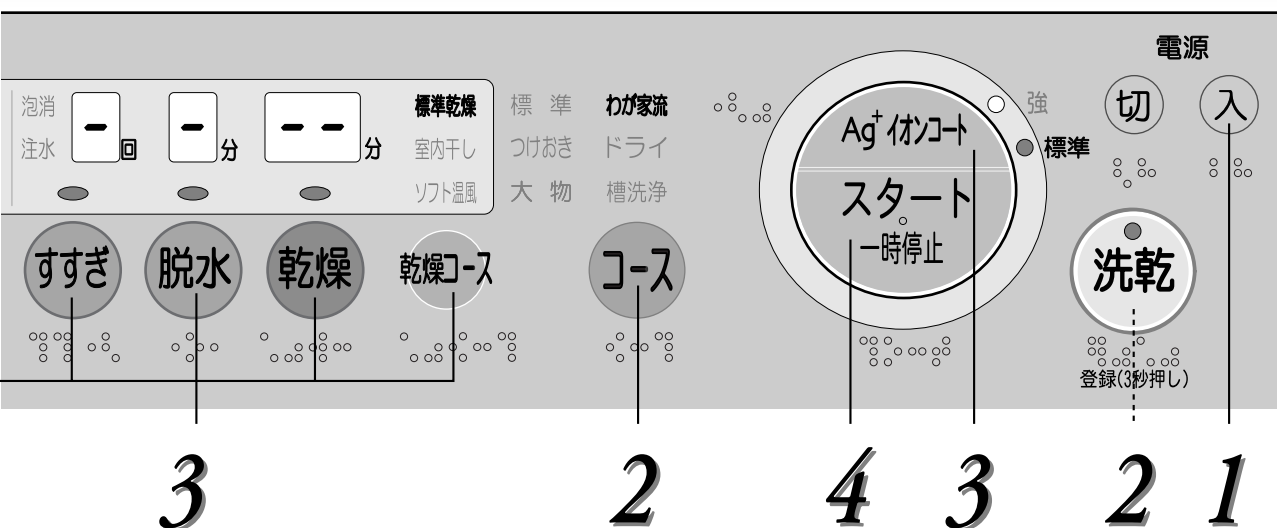 電源
泡消
注水
回
分
分
標準乾燥
室内干し
ソフト温風
標準
つけおき
大物
わが家流
ドライ
槽洗浄
Ag⁺イオンコート
強
標準
スタート
一時停止
切
入
すすぎ
脱水
乾燥
乾燥コース
コース
洗乾
登録(3秒押し)
3
2
4
3
2
1